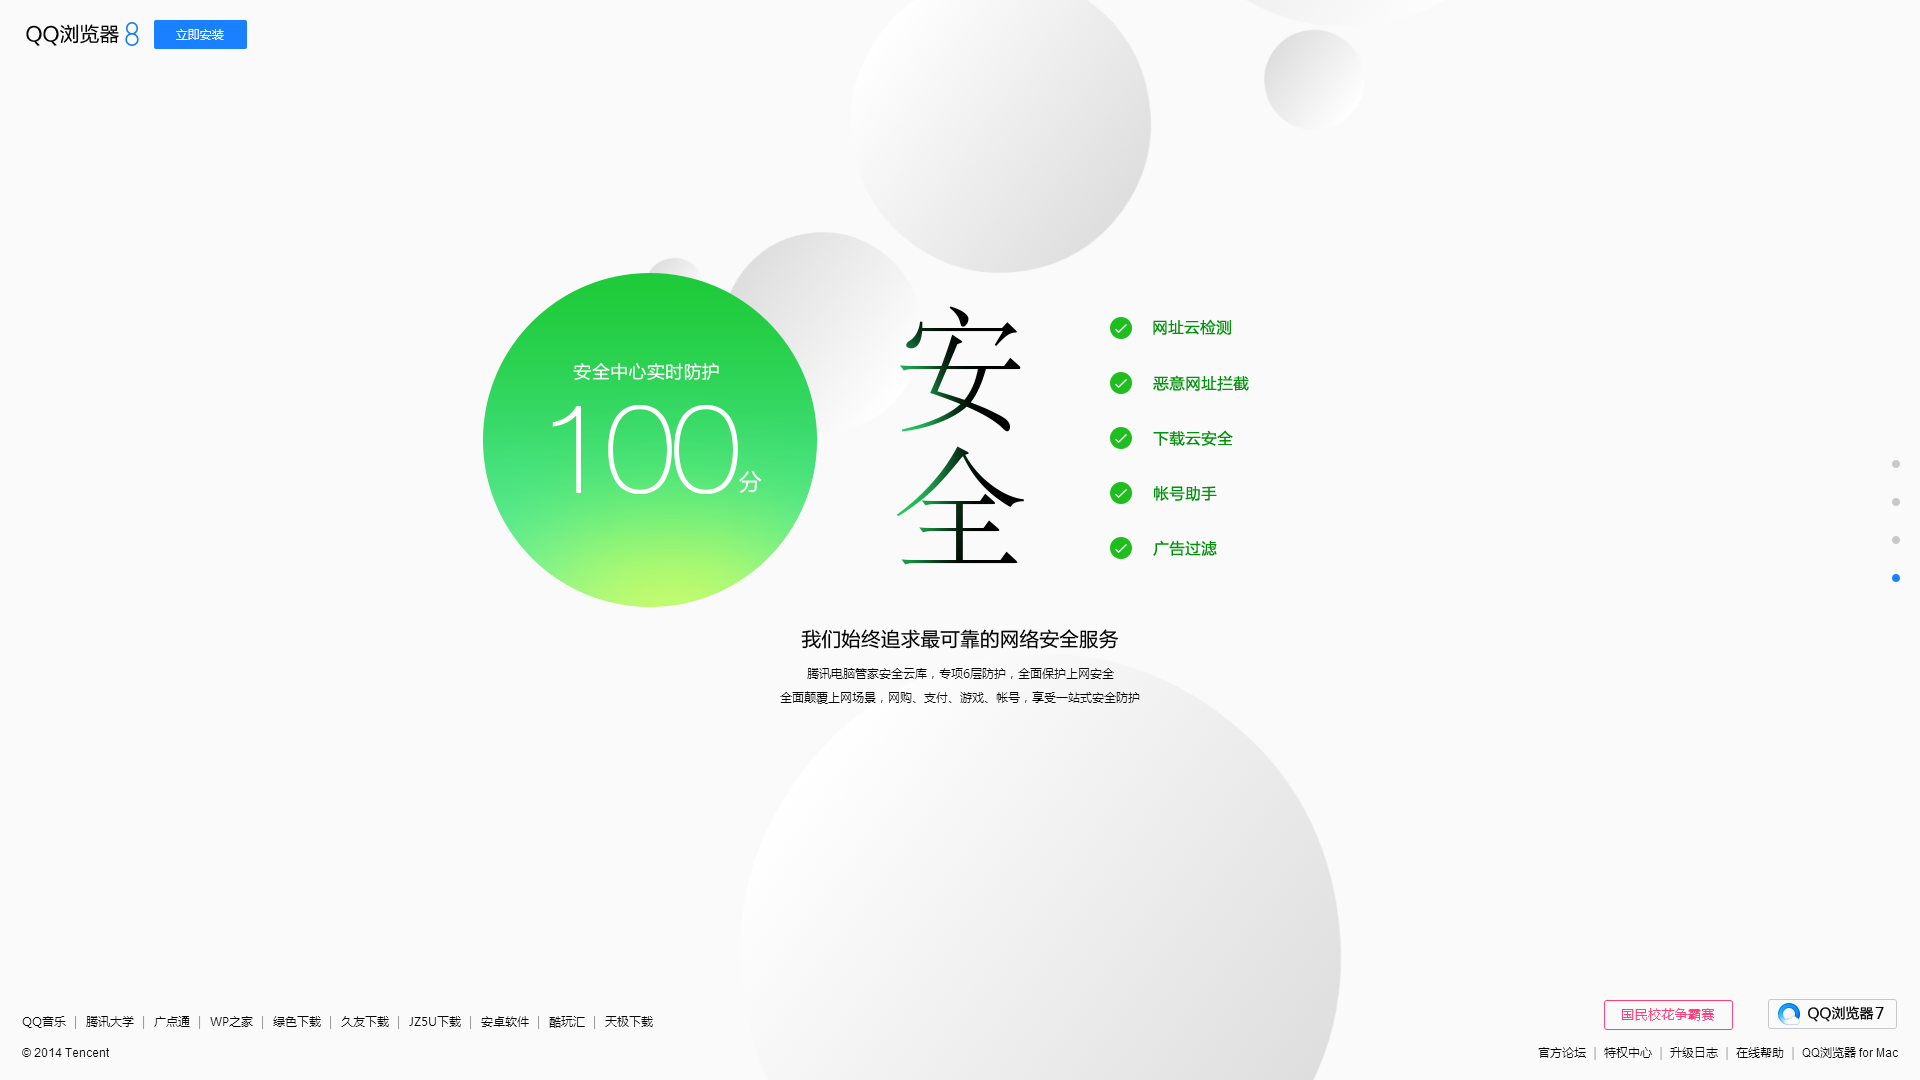 QQ浏览器 8
立即安装
安全中心实时防护
100分
安全
网址云检测
恶意网址拦截
下载云安全
帐号助手
广告过滤
我们始终追求最可靠的网络安全服务
腾讯电脑管家安全云库，专项6层防护，全面保护上网安全
全面颠覆上网场景，网购、支付、游戏、帐号，享受一站式安全防护
国民校花争霸赛
QQ浏览器7
QQ音乐 | 腾讯大学 | 广点通 | WP之家 | 绿色下载 | 久友下载 | JZ5U下载 | 安卓软件 | 酷玩汇 | 天极下载
© 2014 Tencent
官方论坛 | 特权中心 | 升级日志 | 在线帮助 | QQ浏览器 for Mac